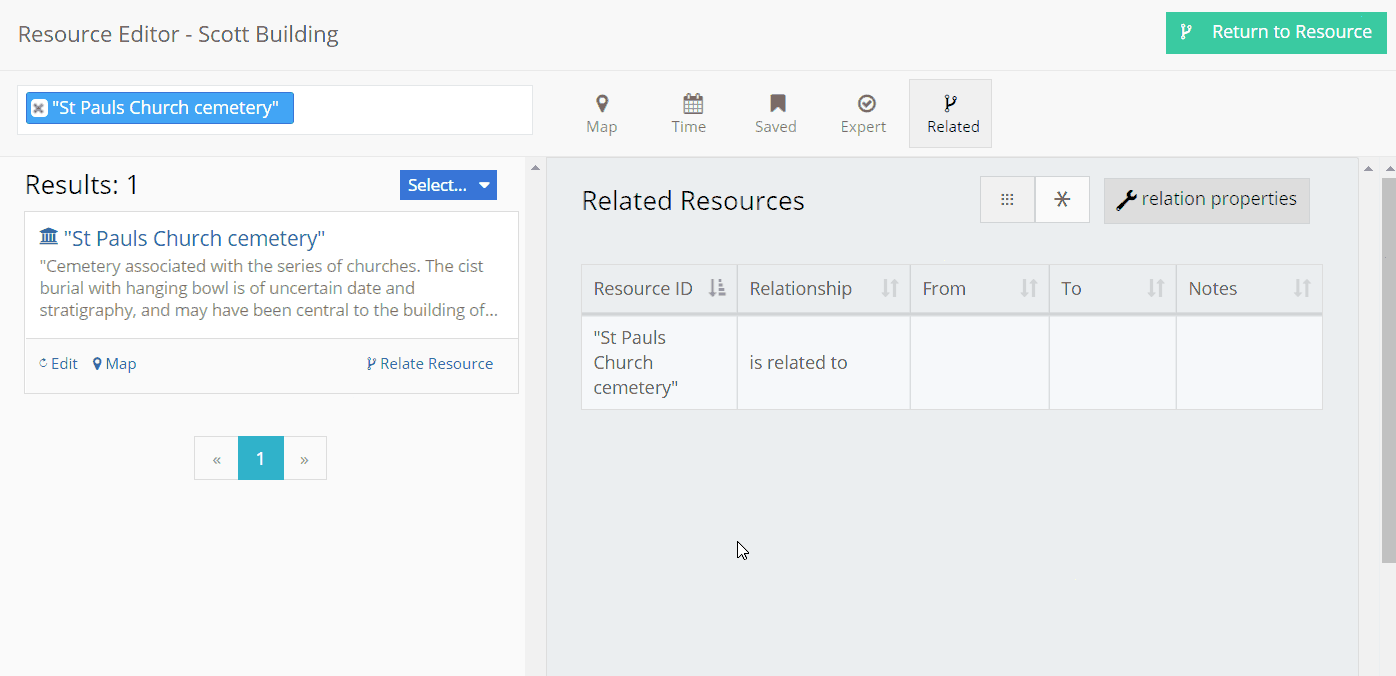 Resource Editor - Scott Building
Return to Resource
"St Pauls Church cemetery"
Map
Time
Saved
Expert
Related
Results: 1
Select...
"St Pauls Church cemetery"
"Cemetery associated with the series of churches. The cist
burial with hanging bowl is of uncertain date and
stratigraphy, and may have been central to the building of...
Edit
Map
Relate Resource
«
1
»
Related Resources
relation properties
Resource ID
Relationship
From
To
Notes
"St Pauls
Church
cemetery"
is related to